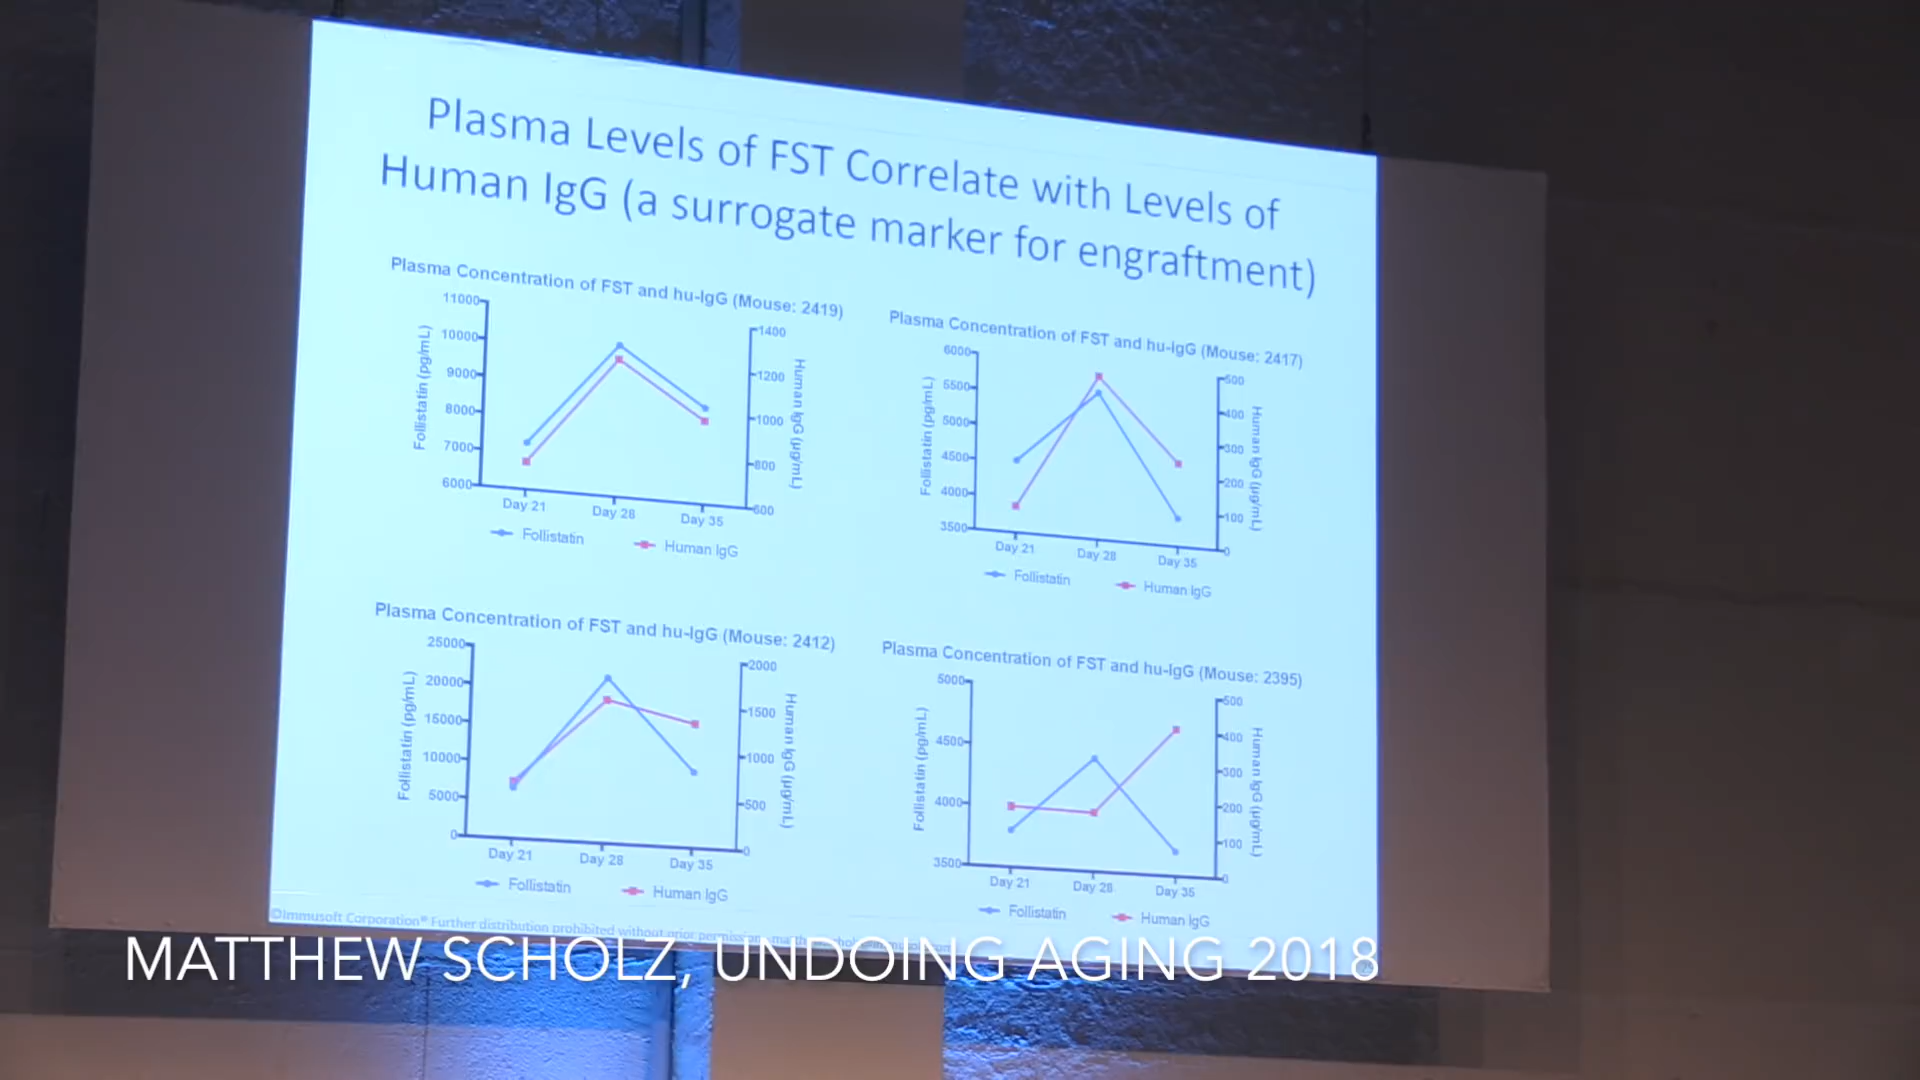 Plasma Levels of FST Correlate with Levels of
Human IgG (a surrogate marker for engraftment)
Plasma Concentration of FST and hu-IgG (Mouse: 2419)
11000
10000
9000
8000
7000
6000
Follistatin (pg/mL)
1400
1200
1000
800
600
Human IgG (µg/mL)
Day 21
Day 28
Day 35
Follistatin
Human IgG
Plasma Concentration of FST and hu-IgG (Mouse: 2417)
6000
5500
5000
4500
4000
3500
Follistatin (pg/mL)
500
400
300
200
100
0
Human IgG (µg/mL)
Day 21
Day 28
Day 35
Follistatin
Human IgG
Plasma Concentration of FST and hu-IgG (Mouse: 2412)
25000
20000
15000
10000
5000
0
Follistatin (pg/mL)
2000
1500
1000
500
0
Human IgG (µg/mL)
Day 21
Day 28
Day 35
Follistatin
Human IgG
Plasma Concentration of FST and hu-IgG (Mouse: 2395)
5000
4500
4000
3500
Follistatin (pg/mL)
500
400
300
200
100
0
Human IgG (µg/mL)
Day 21
Day 28
Day 35
Follistatin
Human IgG
©Immusoft Corporation® Further distribution prohibited without prior
MATTHEW SCHOLZ, UNDOING AGING 2018